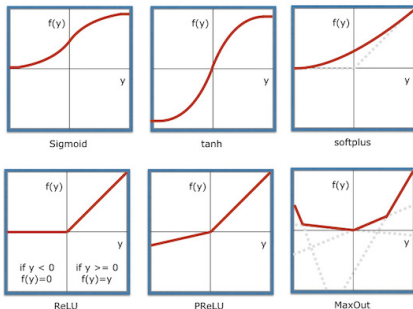 f(y)
y
Sigmoid
f(y)
y
tanh
f(y)
y
softplus
f(y)
y
if y < 0
f(y)=0
if y >= 0
f(y)=y
ReLU
f(y)
y
PReLU
f(y)
y
MaxOut